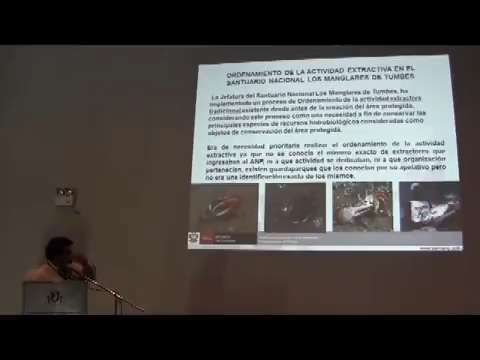 ORDENAMIENTO DE LA ACTIVIDAD EXTRACTIVA EN EL
SANTUARIO NACIONAL LOS MANGLARES DE TUMBES
La Jefatura del Santuario Nacional Los Manglares de Tumbes, ha
implementado un proceso de Ordenamiento de la actividad extractiva
tradicional existente desde antes de la creación del área protegida,
considerando este proceso como una necesidad a fin de conservar las
principales especies de recursos hidrobiológicos consideradas como
objetos de conservación del área protegida.
Era de necesidad prioritaria realizar el ordenamiento de la actividad
extractiva ya que no se conocía el número exacto de extractores que
ingresaban al ANP, ni a que actividad se dedicaban, ni a que organización
pertenecían, existen guardaparques que los conocían por su apelativo pero
no era una identificación exacta de los mismos.